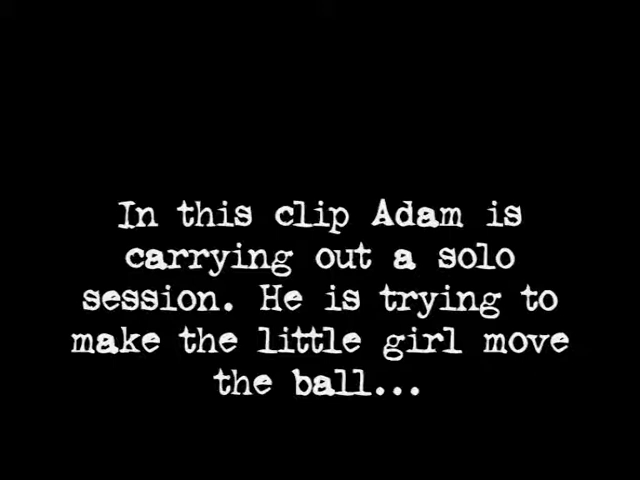 In this clip Adam is
carrying out a solo
session. He is trying to
make the little girl move
the ball...